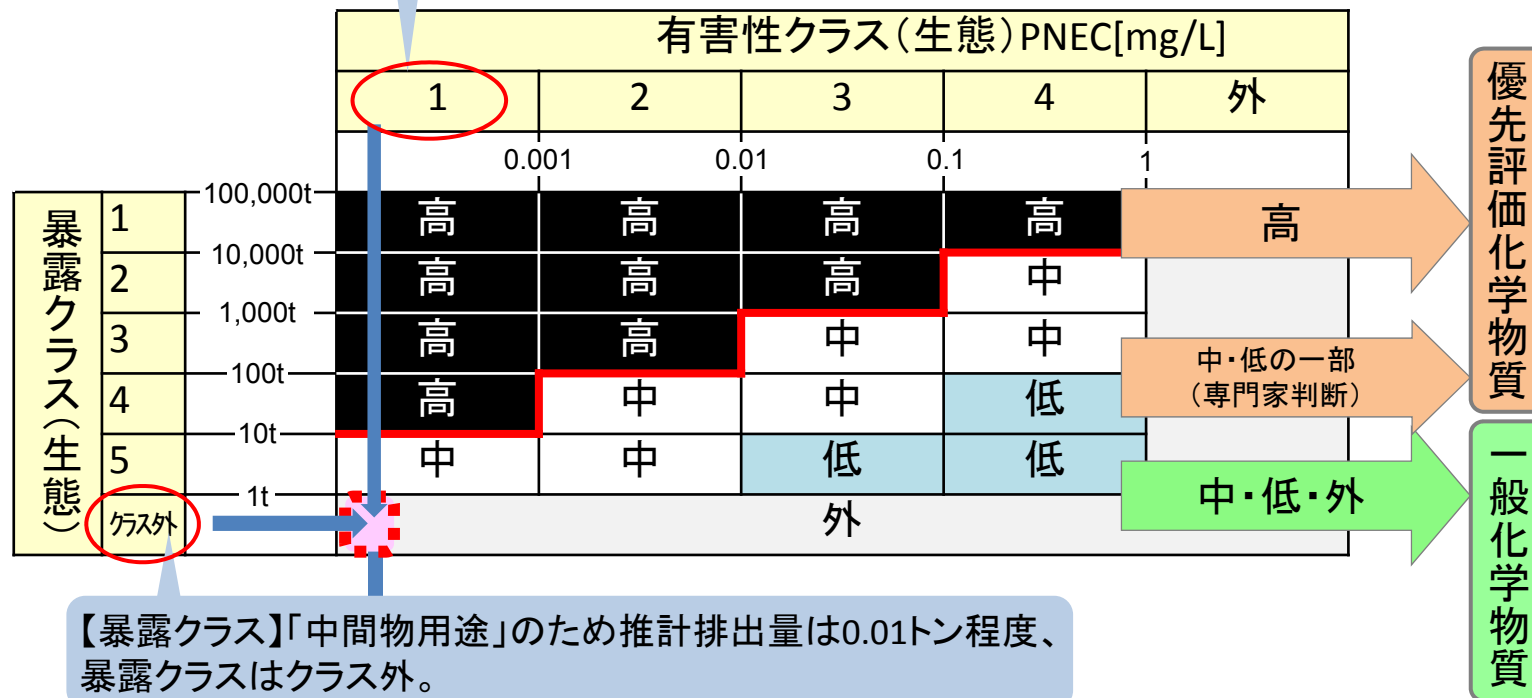 有害性クラス（生態）PNEC[mg/L]
1 2 3 4 外
0.001 0.01 0.1 1
暴露クラス（生態）
100,000t
1 高 高 高 高
10,000t
2 高 高 高 中
1,000t
3 高 高 中 中
100t
4 高 中 中 低
10t
5 中 中 低 低
1t
クラス外 外
高
中・低の一部
（専門家判断）
中・低・外
優先評価化学物質
一般化学物質
【暴露クラス】「中間物用途」のため推計排出量は0.01トン程度、
暴露クラスはクラス外。